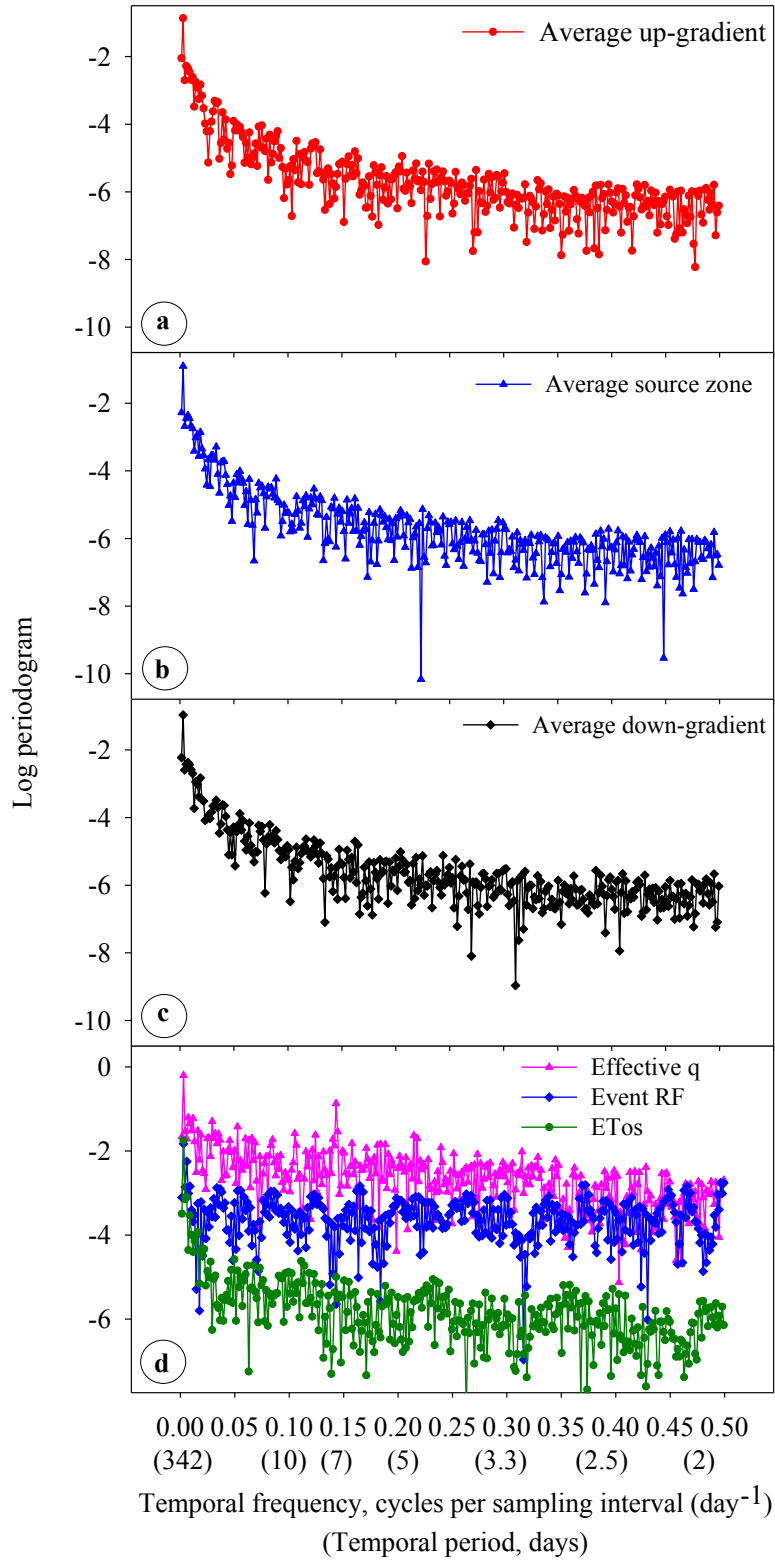 Average up-gradient
-2
-4
-6
-8
-10
a
Average source zone
-2
-4
-6
-8
-10
b
Log periodogram
Average down-gradient
-2
-4
-6
-8
-10
c
0
Effective q
Event RF
ETos
-2
-4
-6
d
0.00 0.05 0.10 0.15 0.20 0.25 0.30 0.35 0.40 0.45 0.50
(342) (10) (7) (5) (3.3) (2.5) (2)
Temporal frequency, cycles per sampling interval (day-1)
(Temporal period, days)